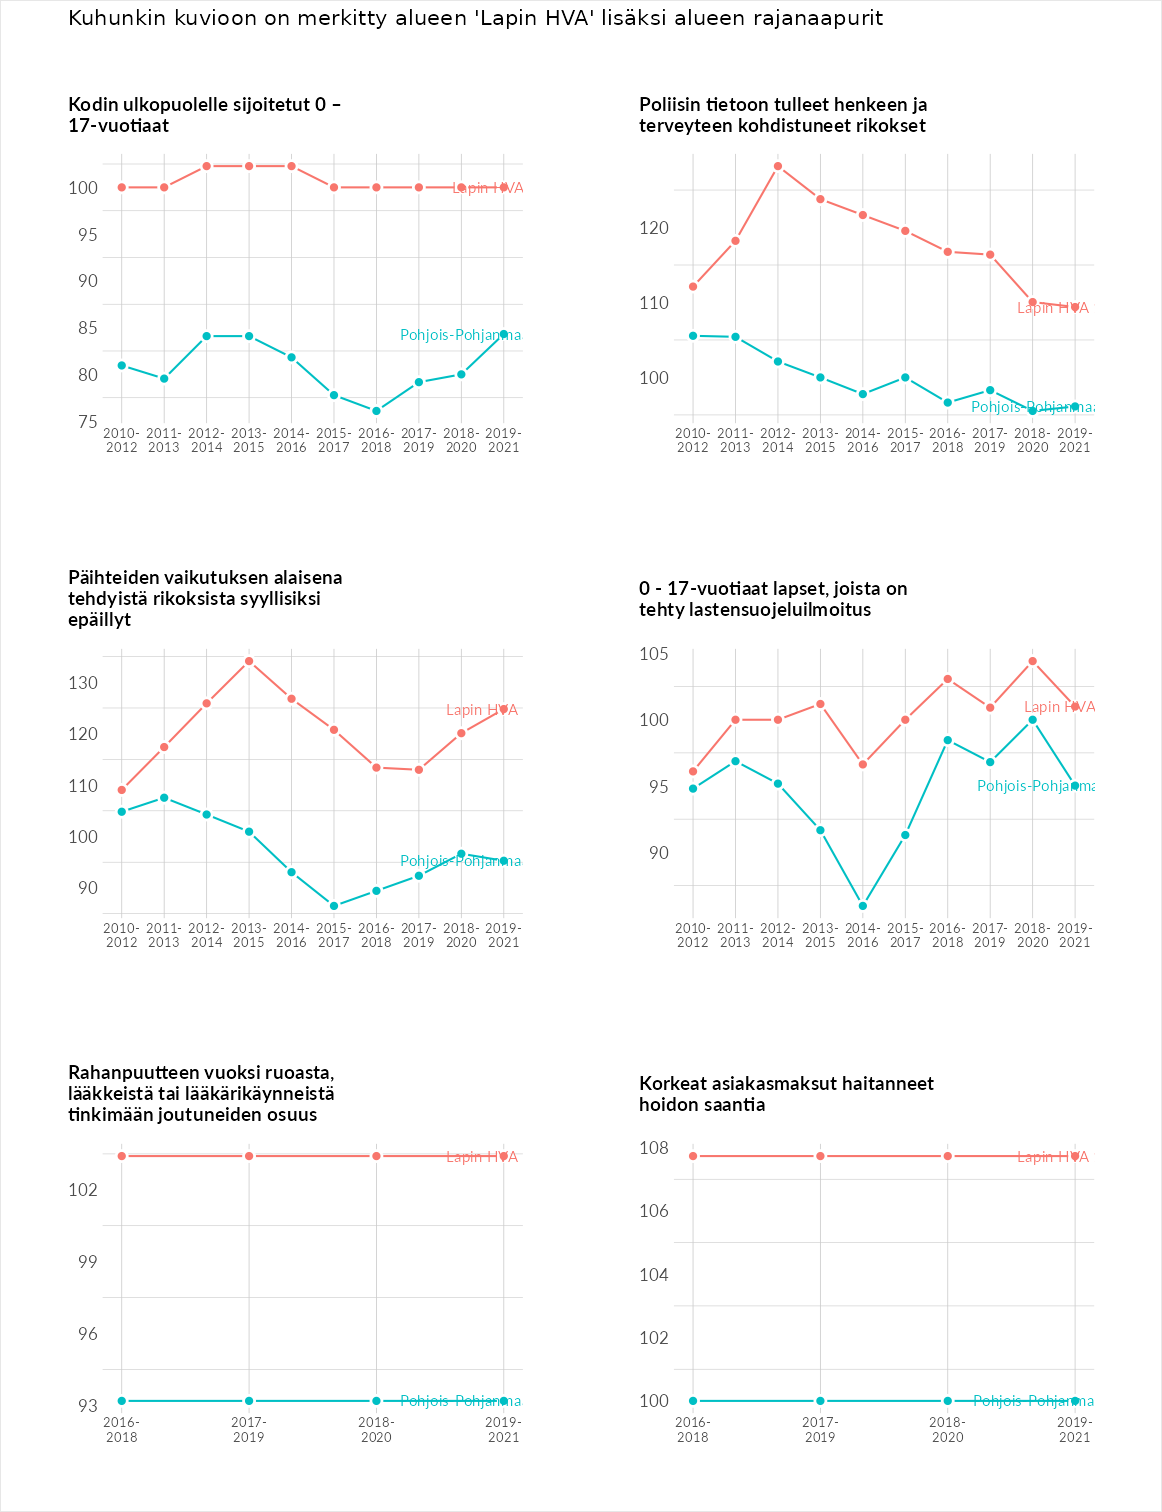 Kuhunkin kuvioon on merkitty alueen 'Lapin HVA' lisäksi alueen rajanaapurit
Kodin ulkopuolelle sijoitetut 0 –
17-vuotiaat
100
95
90
85
80
75
Lapin HVA
Pohjois-Pohjanma
2010- 2011- 2012- 2013- 2014- 2015- 2016- 2017- 2018- 2019-
2012 2013 2014 2015 2016 2017 2018 2019 2020 2021
Poliisin tietoon tulleet henkeen ja
terveyteen kohdistuneet rikokset
120
110
100
Lapin HVA
Pohjois-Pohjanmaa
2010- 2011- 2012- 2013- 2014- 2015- 2016- 2017- 2018- 2019-
2012 2013 2014 2015 2016 2017 2018 2019 2020 2021
Päihteiden vaikutuksen alaisena
tehdyistä rikoksista syyllisiksi
epäillyt
130
120
110
100
90
Lapin HVA
Pohjois-Pohjanma
2010- 2011- 2012- 2013- 2014- 2015- 2016- 2017- 2018- 2019-
2012 2013 2014 2015 2016 2017 2018 2019 2020 2021
0 - 17-vuotiaat lapset, joista on
tehty lastensuojeluilmoitus
105
100
95
90
Lapin HVA
Pohjois-Pohjanma
2010- 2011- 2012- 2013- 2014- 2015- 2016- 2017- 2018- 2019-
2012 2013 2014 2015 2016 2017 2018 2019 2020 2021
Rahanpuutteen vuoksi ruoasta,
lääkkeistä tai lääkärikäynneistä
tinkimään joutuneiden osuus
102
99
96
93
Lapin HVA
Pohjois-Pohjanma
2016- 2017- 2018- 2019-
2018 2019 2020 2021
Korkeat asiakasmaksut haitanneet
hoidon saantia
108
106
104
102
100
Lapin HVA
Pohjois-Pohjanma
2016- 2017- 2018- 2019-
2018 2019 2020 2021